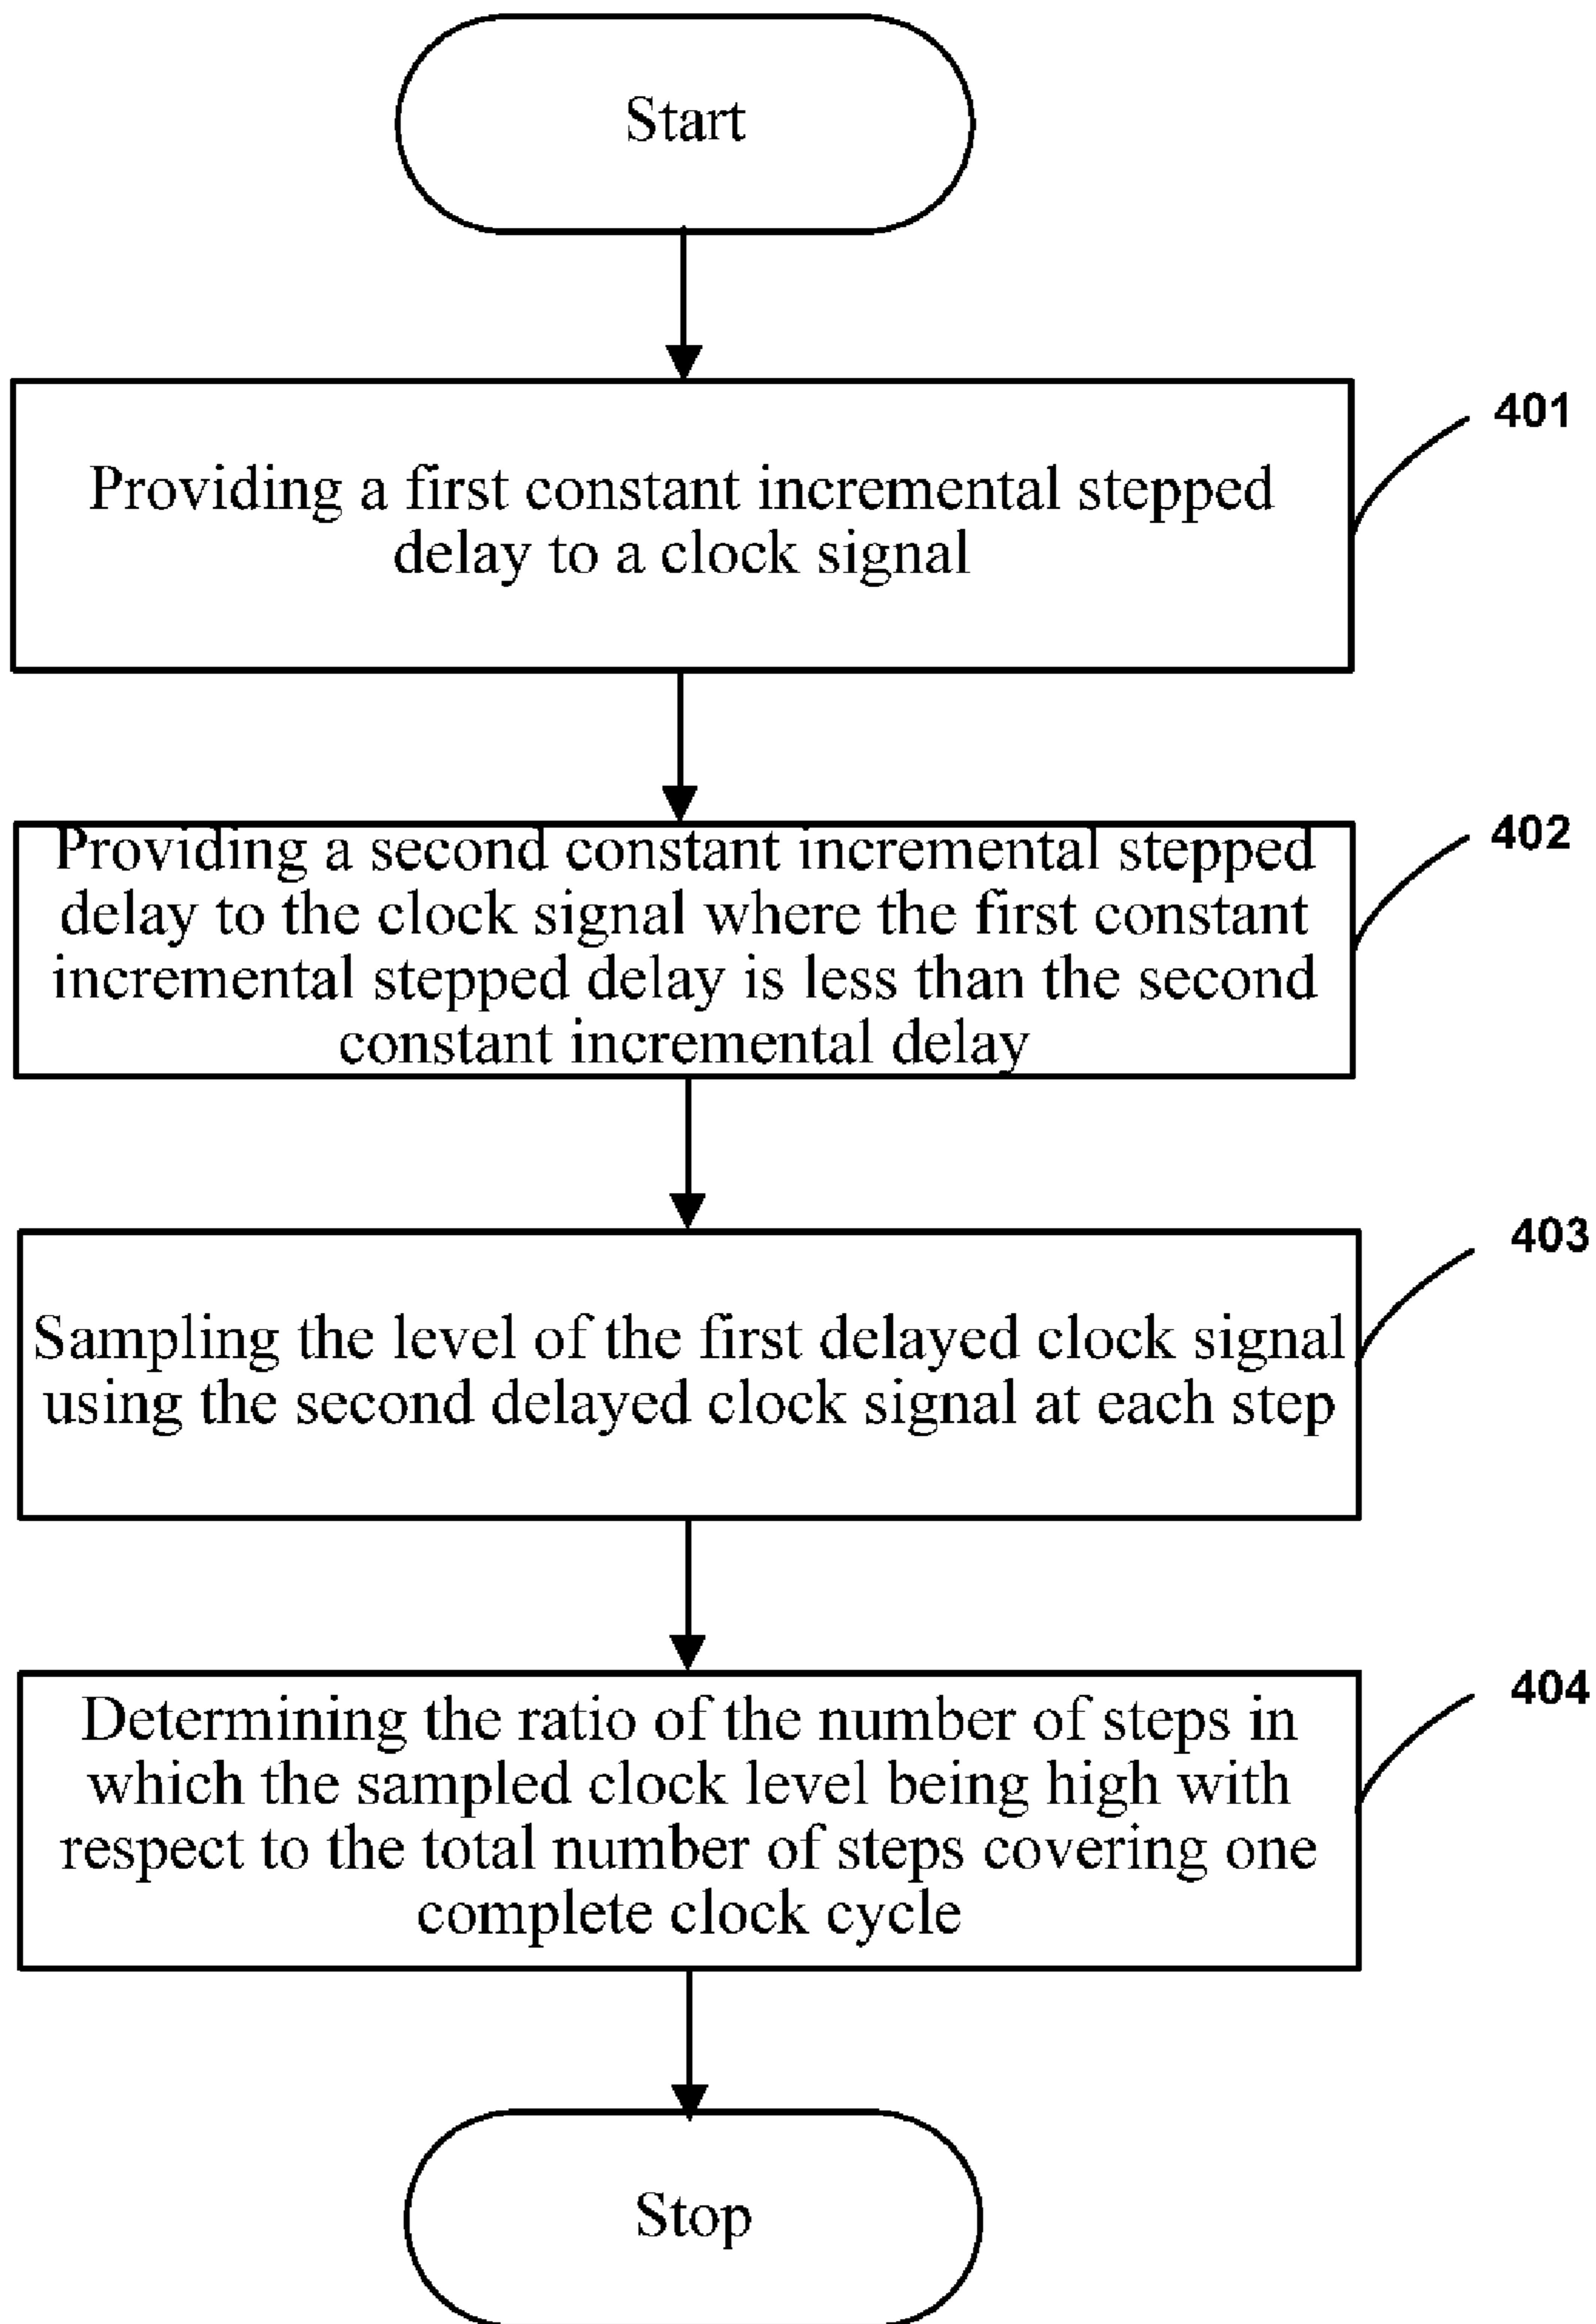 Start
401
Providing a first constant incremental stepped
delay to a clock signal
402
Providing a second constant incremental stepped
delay to the clock signal where the first constant
incremental stepped delay is less than the second
constant incremental delay
403
Sampling the level of the first delayed clock signal
using the second delayed clock signal at each step
404
Determining the ratio of the number of steps in
which the sampled clock level being high with
respect to the total number of steps covering one
complete clock cycle
Stop